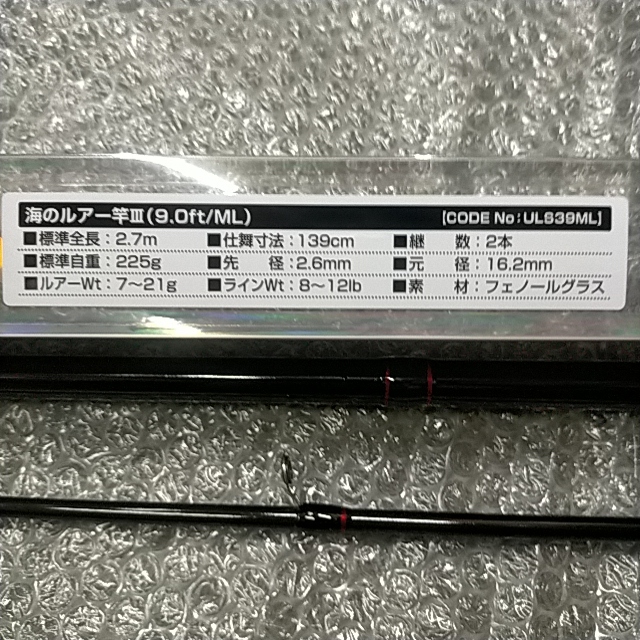 海のルアー竿Ⅲ(9.0ft/ML) [CODE No:ULS39ML]
■標準全長:2.7m ■仕舞寸法:139cm ■継 数:2本
■標準自重:225g ■先 径:2.6mm ■元 径:16.2mm
■ルアーWt:7～21g ■ラインWt:8～12lb ■素 材:フェノールグラス